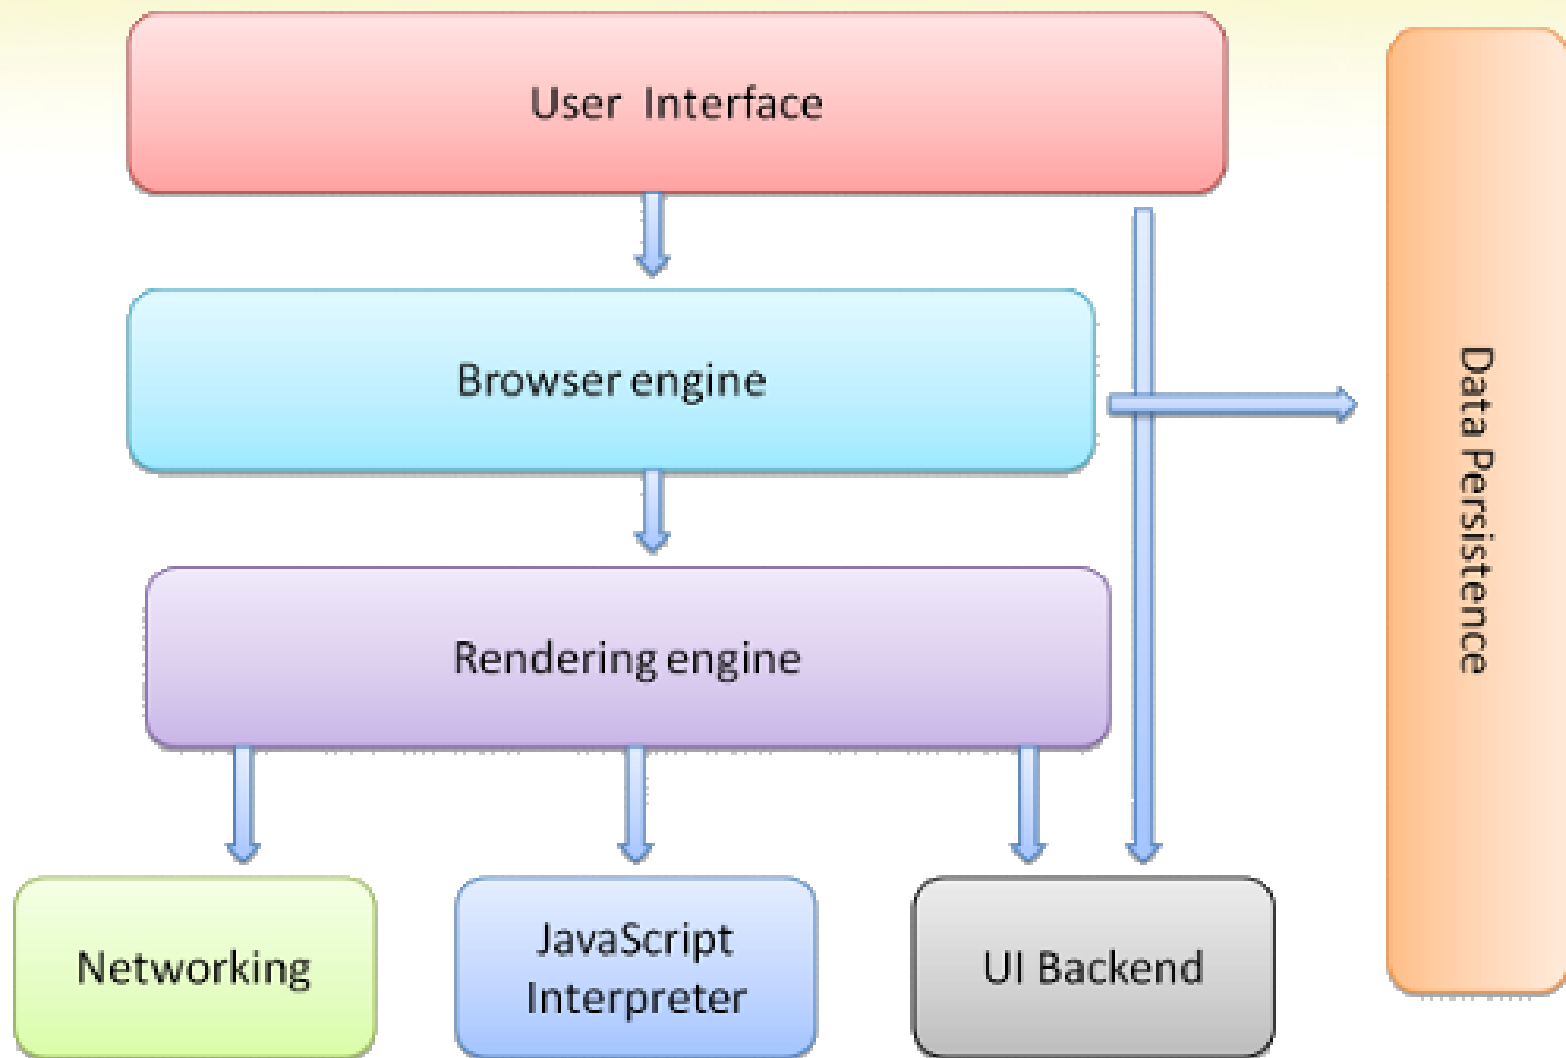 User Interface
Browser engine
Data Persistence
Rendering engine
Networking
JavaScript
Interpreter
UI Backend